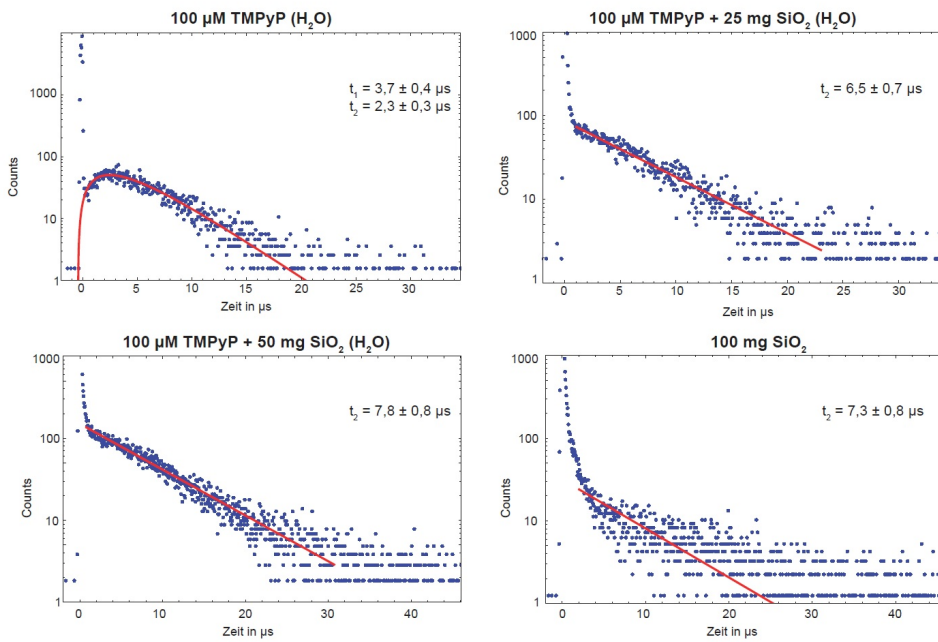 100 µM TMPyP (H₂O)
t₁ = 3,7 ± 0,4 µs
t₂ = 2,3 ± 0,3 µs
1000
100
10
1
Counts
0 5 10 15 20 25 30
Zeit in µs
100 µM TMPyP + 25 mg SiO₂ (H₂O)
t₂ = 6,5 ± 0,7 µs
1000
100
10
1
Counts
0 5 10 15 20 25 30
Zeit in µs
100 µM TMPyP + 50 mg SiO₂ (H₂O)
t₂ = 7,8 ± 0,8 µs
1000
100
10
1
Counts
0 10 20 30 40
Zeit in µs
100 mg SiO₂
t₂ = 7,3 ± 0,8 µs
1000
100
10
1
Counts
0 10 20 30 40
Zeit in µs